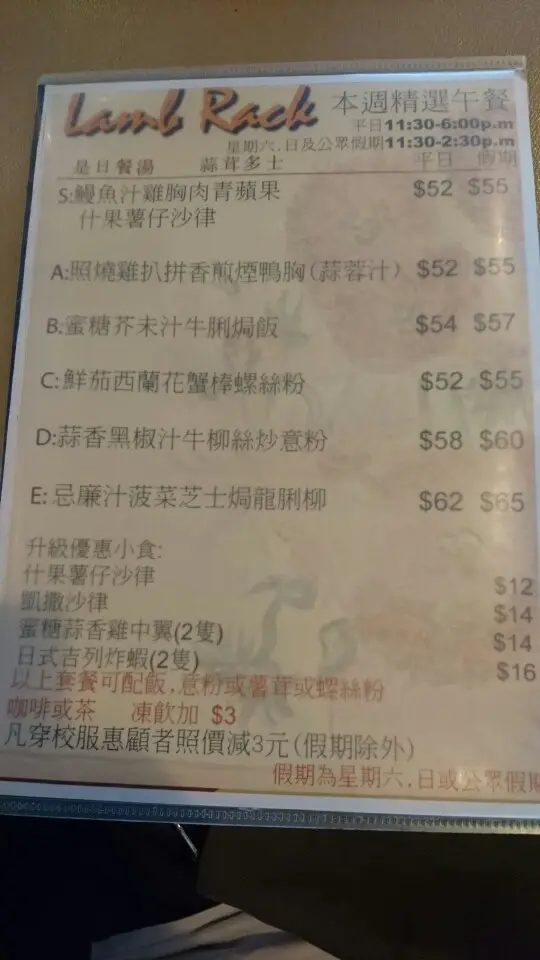 Lamb Rack 本週精選午餐
平日11:30-6:00p.m
星期六,日及公眾假期11:30-2:30p.m
是日餐湯 蒜茸多士 平日 假期
S:鰻魚汁雞胸肉青蘋果 $52 $55
什果薯仔沙律
A:照燒雞扒拼香煎煙鴨胸(蒜蓉汁) $52 $55
B:蜜糖芥末汁牛脷焗飯 $54 $57
C:鮮茄西蘭花蟹棒螺絲粉 $52 $55
D:蒜香黑椒汁牛柳絲炒意粉 $58 $60
E:忌廉汁菠菜芝士焗龍脷柳 $62 $65
升級優惠小食:
什果薯仔沙律 $12
凱撒沙律 $14
蜜糖蒜香雞中翼(2隻) $14
日式吉列炸蝦(2隻) $16
以上套餐可配飯,意粉或薯茸或螺絲粉
咖啡或茶 凍飲加 $3
凡穿校服惠顧者照價減3元(假期除外)
假期為星期六,日或公眾假期